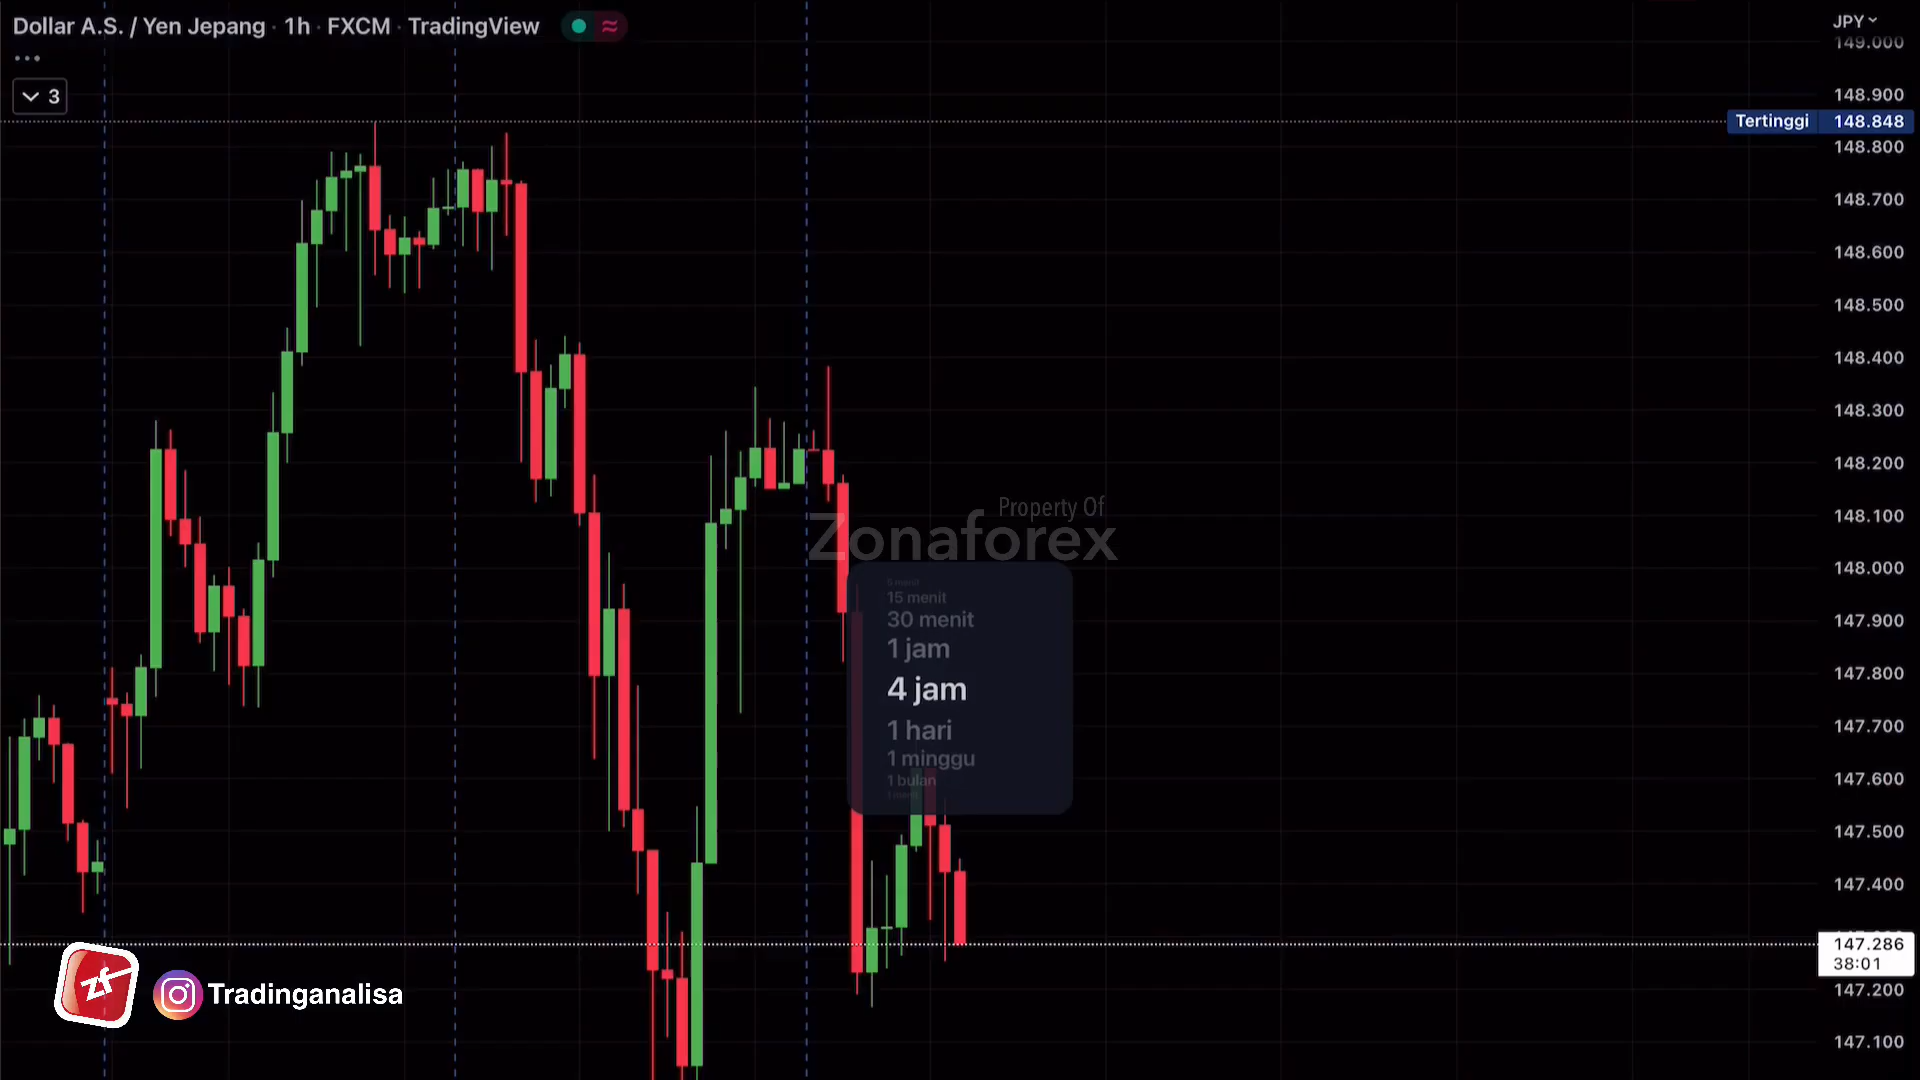 Dollar A.S. / Yen Jepang · 1h · FXCM · TradingView
JPY
149.000
3
148.900
Tertinggi 148.848
148.800
148.700
148.600
148.500
148.400
148.300
148.200
148.100
Property Of
Zonaforex
148.000
5 menit
15 menit
30 menit
147.900
1 jam
4 jam
147.800
1 hari
147.700
1 minggu
1 bulan
147.600
147.500
147.400
147.286
38:01
zf
Tradinganalisa
147.200
147.100